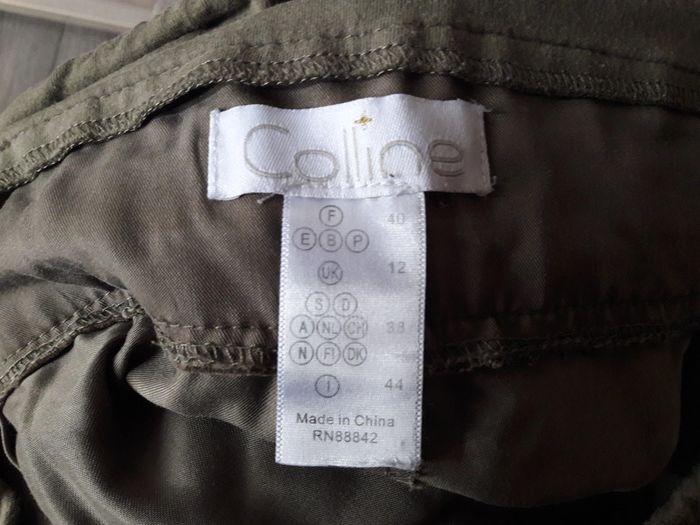 Colline
F 40
E B P
UK 12
S D
A NL CH 38
N FI DK
I 44
Made in China
RN88842